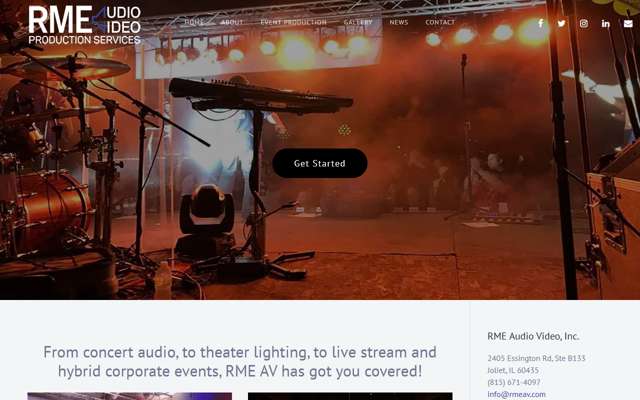 RME AUDIO VIDEO
PRODUCTION SERVICES
HOME ABOUT EVENT PRODUCTION GALLERY NEWS CONTACT
Get Started
From concert audio, to theater lighting, to live stream and
hybrid corporate events, RME AV has got you covered!
RME Audio Video, Inc.
2405 Essington Rd, Ste B133
Joliet, IL 60435
(815) 671-4097
info@rmeav.com